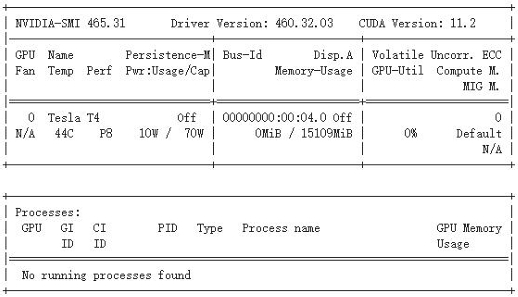 NVIDIA-SMI 465.31 Driver Version: 460.32.03 CUDA Version: 11.2
GPU Name Persistence-M| Bus-Id Disp.A | Volatile Uncorr. ECC
Fan Temp Perf Pwr:Usage/Cap| Memory-Usage | GPU-Util Compute M.
MIG M.
0 Tesla T4 Off | 00000000:00:04.0 Off | 0
N/A 44C P8 10W / 70W | 0MiB / 15109MiB | 0% Default
N/A
Processes:
GPU GI CI PID Type Process name GPU Memory
ID ID Usage
No running processes found